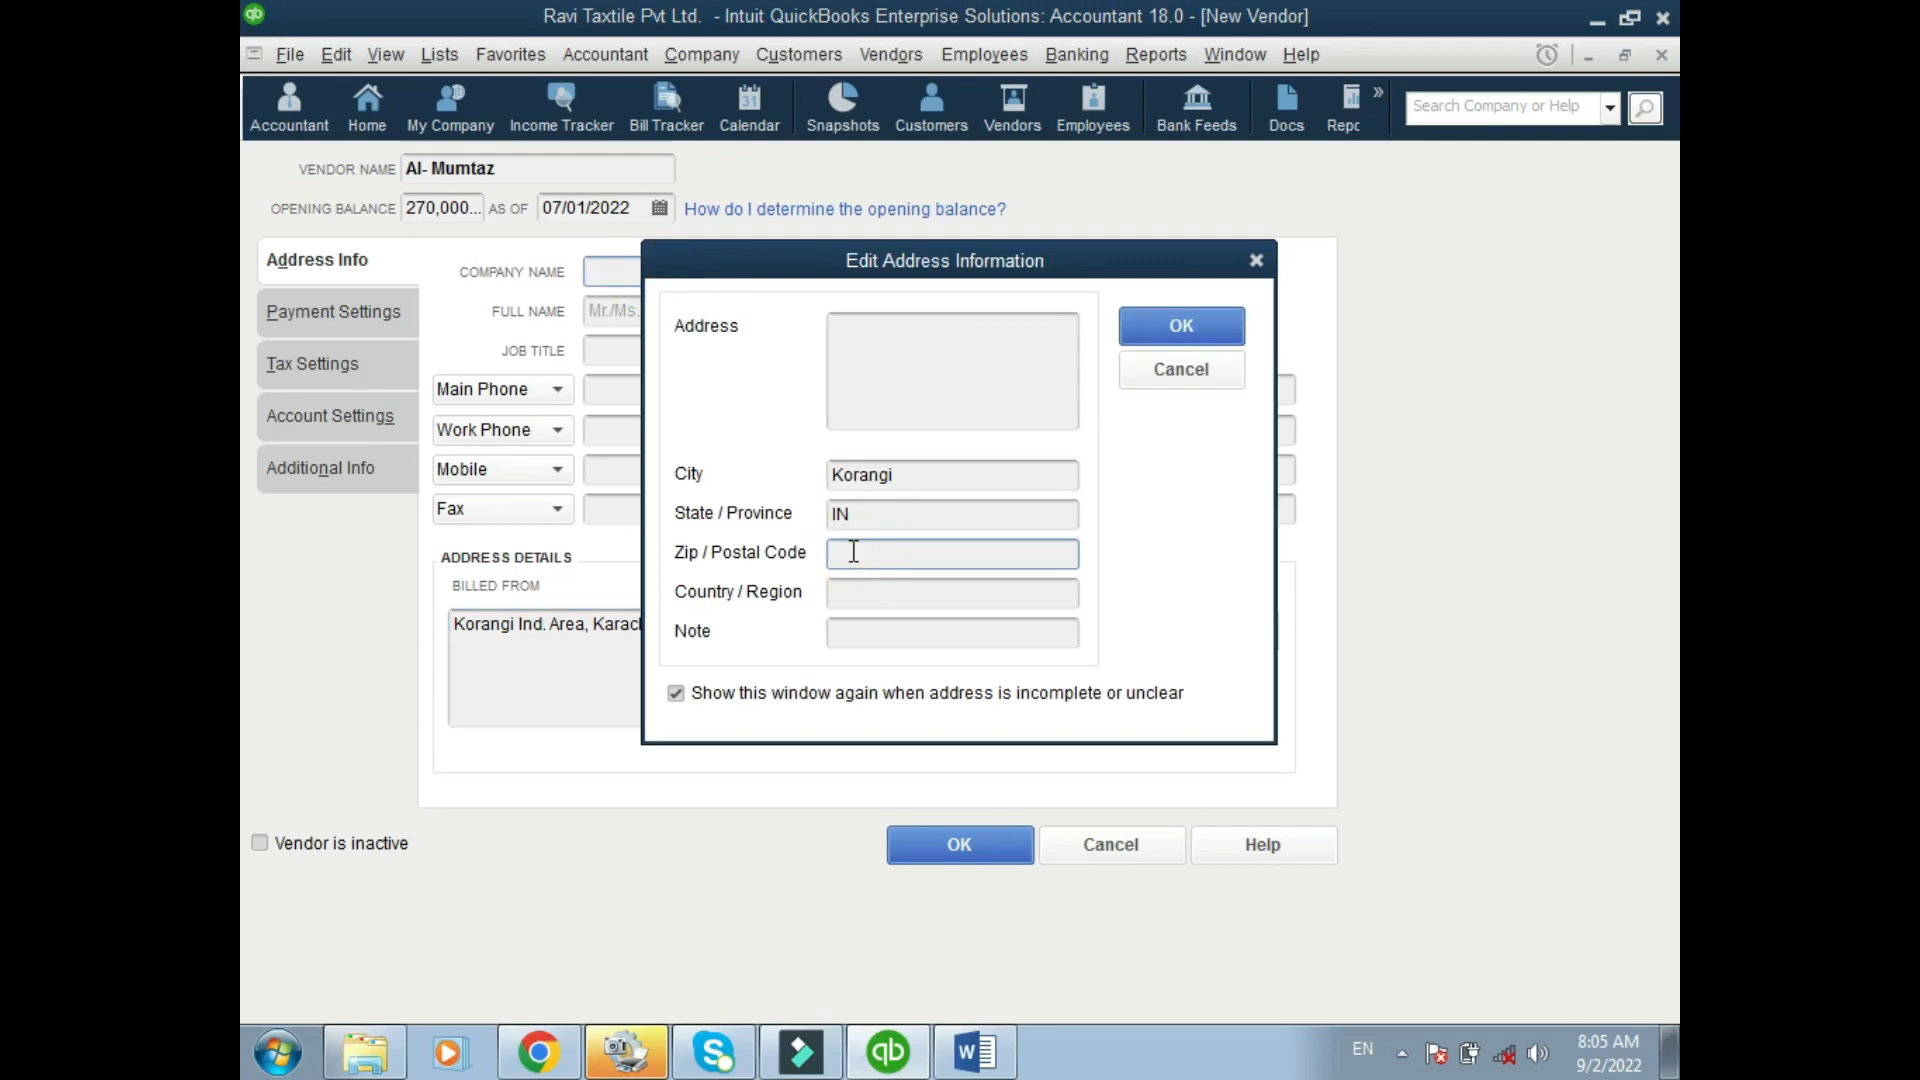 Ravi Taxtile Pvt Ltd. - Intuit QuickBooks Enterprise Solutions: Accountant 18.0 - [New Vendor]
File Edit View Lists Favorites Accountant Company Customers Vendors Employees Banking Reports Window Help
Accountant Home My Company Income Tracker Bill Tracker Calendar Snapshots Customers Vendors Employees Bank Feeds Docs Repc » Search Company or Help
31
VENDOR NAME Al- Mumtaz
OPENING BALANCE 270,000... AS OF 07/01/2022 How do I determine the opening balance?
Address Info
Payment Settings
Tax Settings
Account Settings
Additional Info
COMPANY NAME
FULL NAME Mr./Ms.
JOB TITLE
Main Phone
Work Phone
Mobile
Fax
ADDRESS DETAILS
BILLED FROM
Korangi Ind. Area, Karac
Edit Address Information
Address
OK
Cancel
City Korangi
State / Province IN
Zip / Postal Code
Country / Region
Note
Show this window again when address is incomplete or unclear
Vendor is inactive
OK Cancel Help
qb W EN 8:05 AM
9/2/2022